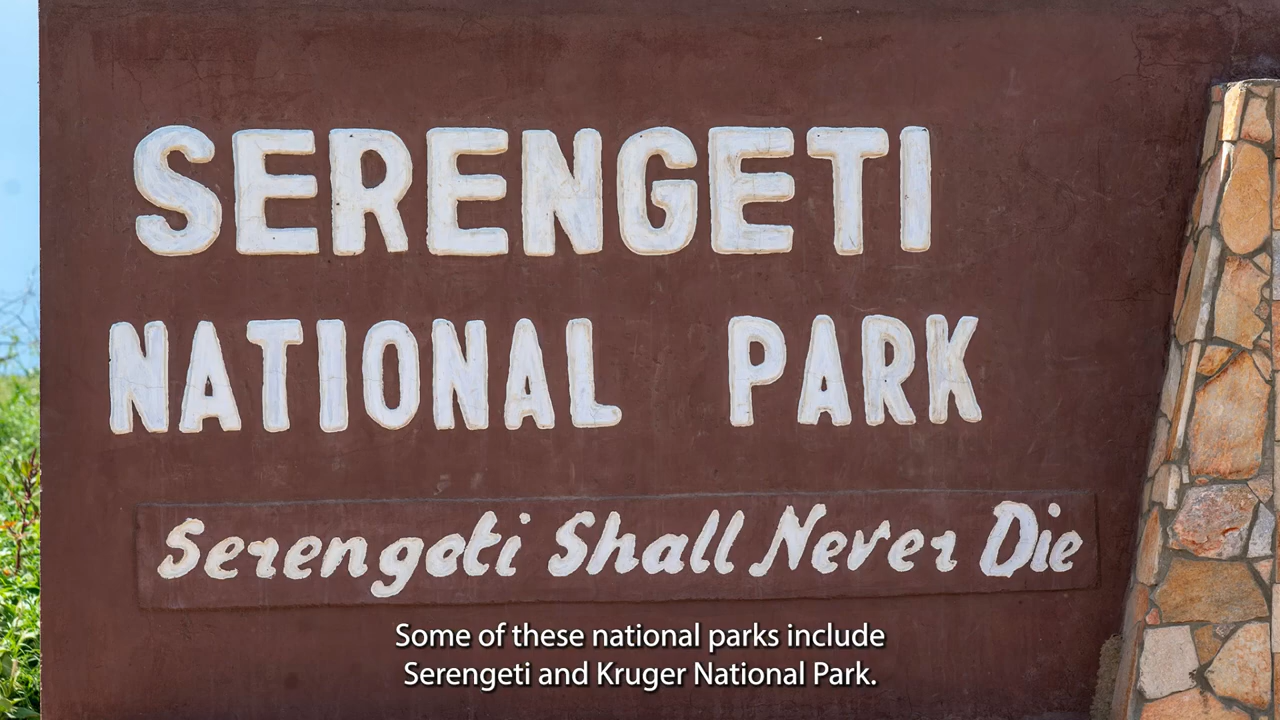 SERENGETI
NATIONAL PARK
Serengeti Shall Never Die
Some of these national parks include
Serengeti and Kruger National Park.